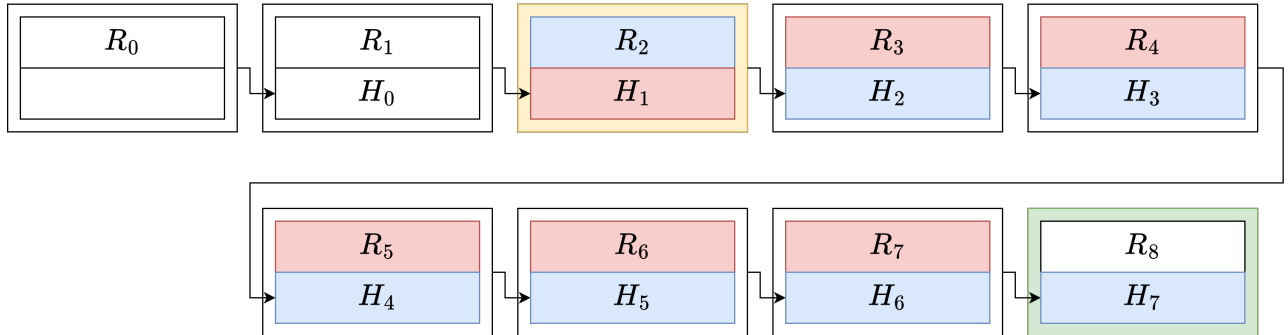 R₀ R₁ R₂ R₃ R₄
H₀ H₁ H₂ H₃
R₅ R₆ R₇ R₈
H₄ H₅ H₆ H₇